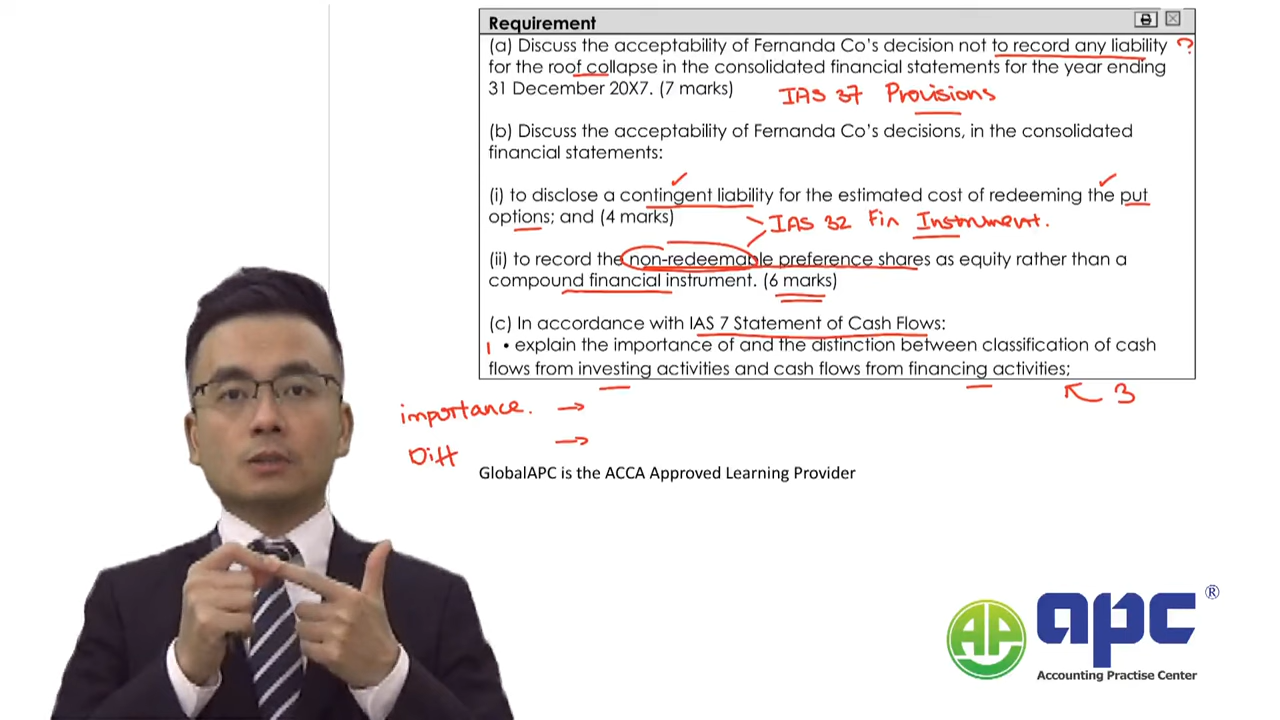 Requirement
(a) Discuss the acceptability of Fernanda Co's decision not to record any liability ?
for the roof collapse in the consolidated financial statements for the year ending
31 December 20X7. (7 marks)
IAS 37 Provisions
(b) Discuss the acceptability of Fernanda Co's decisions, in the consolidated
financial statements:
(i) to disclose a contingent liability for the estimated cost of redeeming the put
options; and (4 marks)
IAS 32 Fin Instrument.
(ii) to record the non-redeemable preference shares as equity rather than a
compound financial instrument. (6 marks)
(c) In accordance with IAS 7 Statement of Cash Flows:
1 • explain the importance of and the distinction between classification of cash
flows from investing activities and cash flows from financing activities;
3
importance. →
Diff →
GlobalAPC is the ACCA Approved Learning Provider
AP
apc ®
Accounting Practise Center